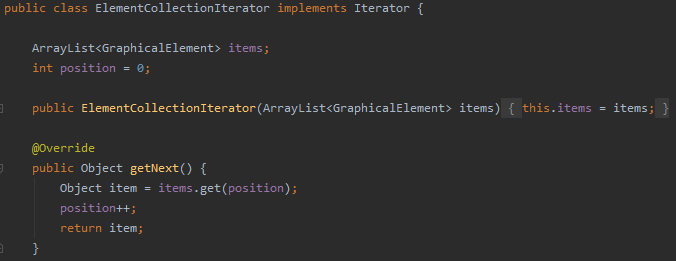 public class ElementCollectionIterator implements Iterator {
ArrayList<GraphicalElement> items;
int position = 0;
public ElementCollectionIterator(ArrayList<GraphicalElement> items) { this.items = items; }
@Override
public Object getNext() {
Object item = items.get(position);
position++;
return item;
}